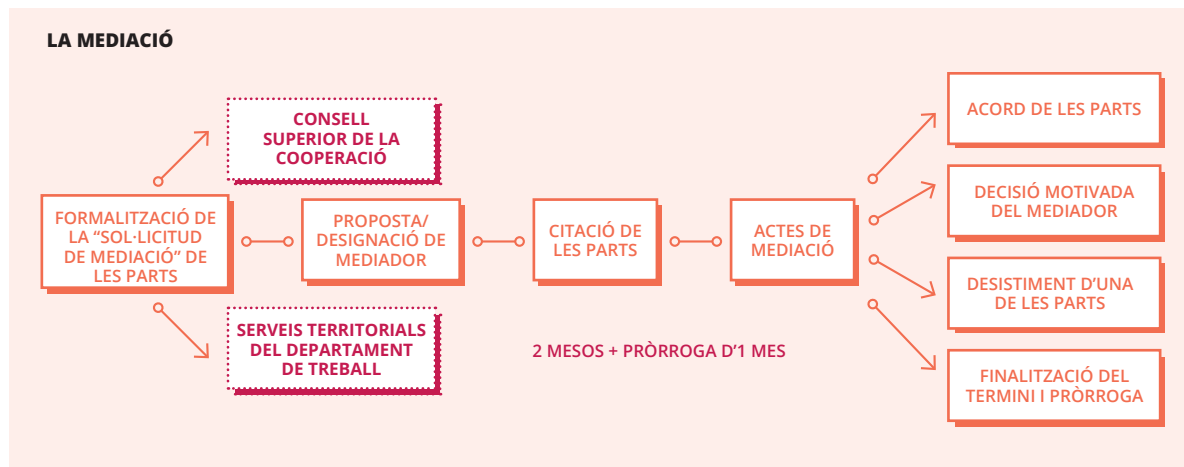 LA MEDIACIÓ
CONSELL
SUPERIOR DE LA
COOPERACIÓ
FORMALITZACIÓ DE
LA “SOL·LICITUD
DE MEDIACIÓ” DE
LES PARTS
SERVEIS TERRITORIALS
DEL DEPARTAMENT
DE TREBALL
PROPOSTA/
DESIGNACIÓ DE
MEDIADOR
CITACIÓ DE
LES PARTS
ACTES DE
MEDIACIÓ
2 MESOS + PRÒRROGA D’1 MES
ACORD DE LES PARTS
DECISIÓ MOTIVADA
DEL MEDIADOR
DESISTIMENT D’UNA
DE LES PARTS
FINALITZACIÓ DEL
TERMINI I PRÒRROGA